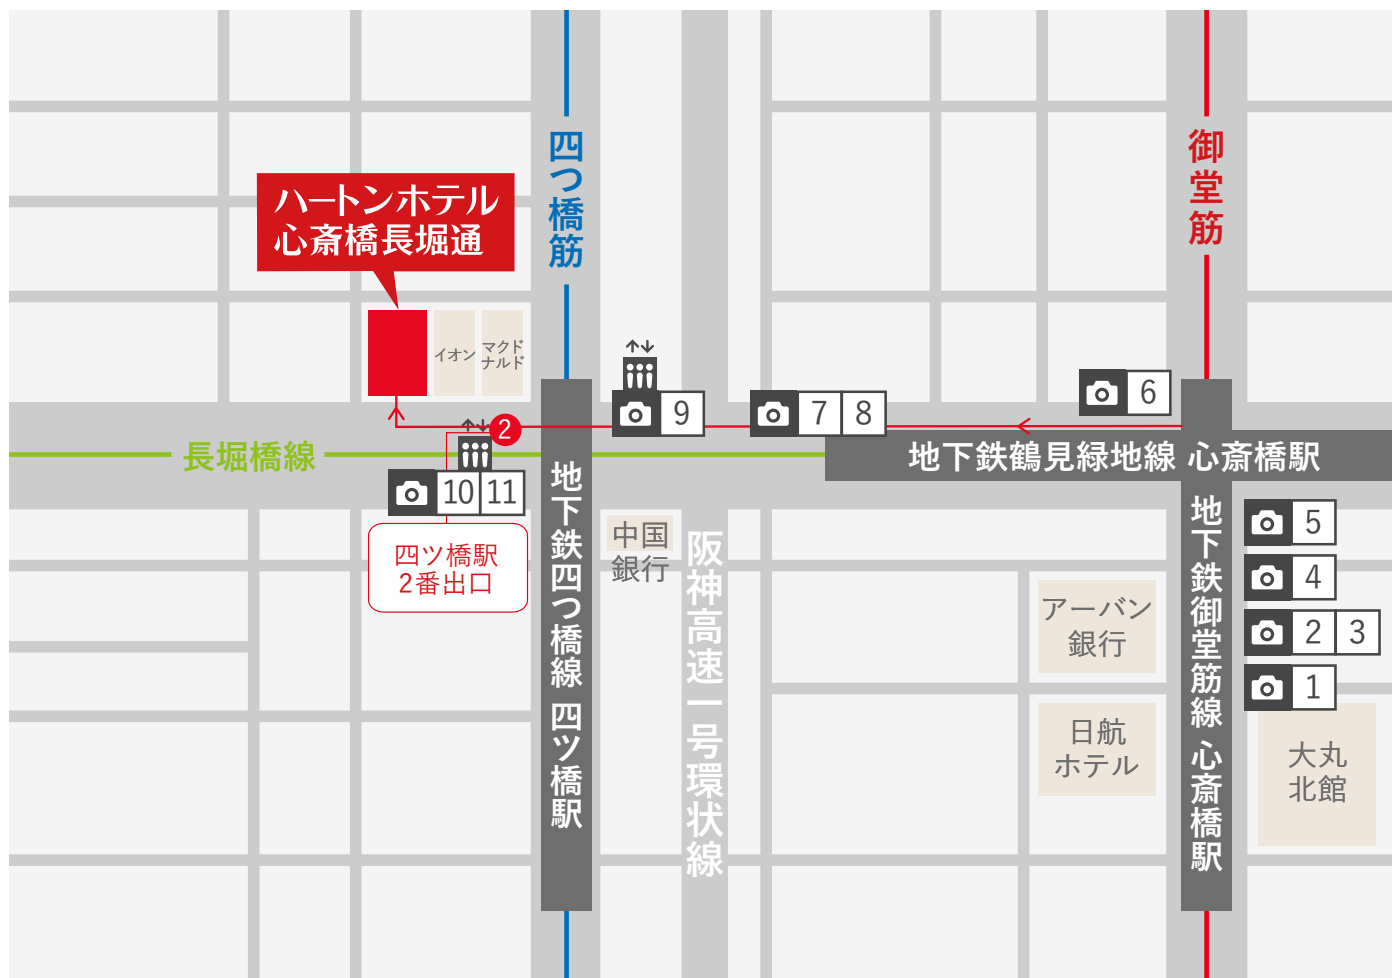 四つ橋筋
御堂筋
ハートンホテル
心斎橋長堀通
イオン
マクド
ナルド
6
9
7
8
2
長堀橋線
地下鉄鶴見緑地線 心斎橋駅
10
11
四ツ橋駅
2番出口
地下鉄四つ橋線 四ツ橋駅
中国
銀行
阪神高速一号環状線
アーバン
銀行
日航
ホテル
地下鉄御堂筋線 心斎橋駅
5
4
2
3
1
大丸
北館